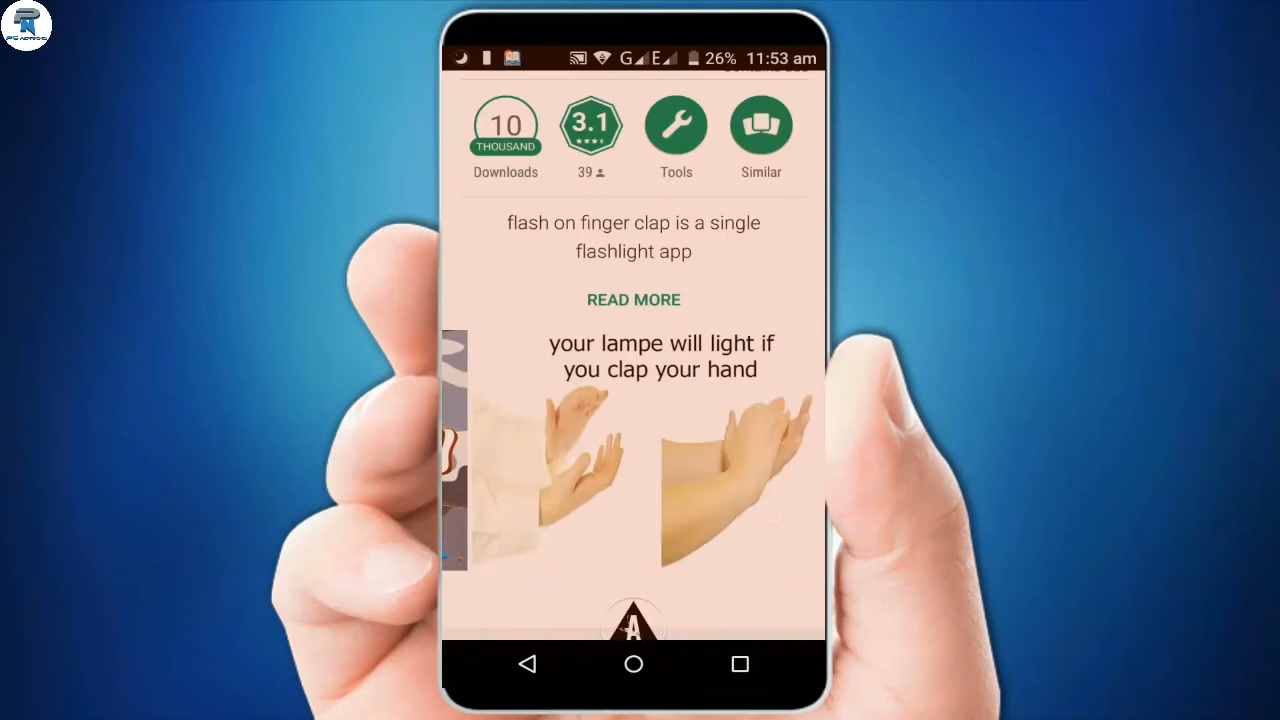 G E 26% 11:53 am
10
THOUSAND
3.1
Downloads
39
Tools
Similar
flash on finger clap is a single
flashlight app
READ MORE
your lampe will light if
you clap your hand
A